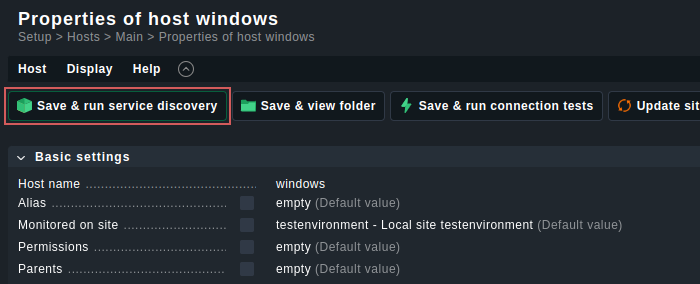 Properties of host windows
Setup > Hosts > Main > Properties of host windows
Host Display Help
Save & run service discovery Save & view folder Save & run connection tests Update sit
Basic settings
Host name windows
Alias empty (Default value)
Monitored on site testenvironment - Local site testenvironment (Default value)
Permissions empty (Default value)
Parents empty (Default value)